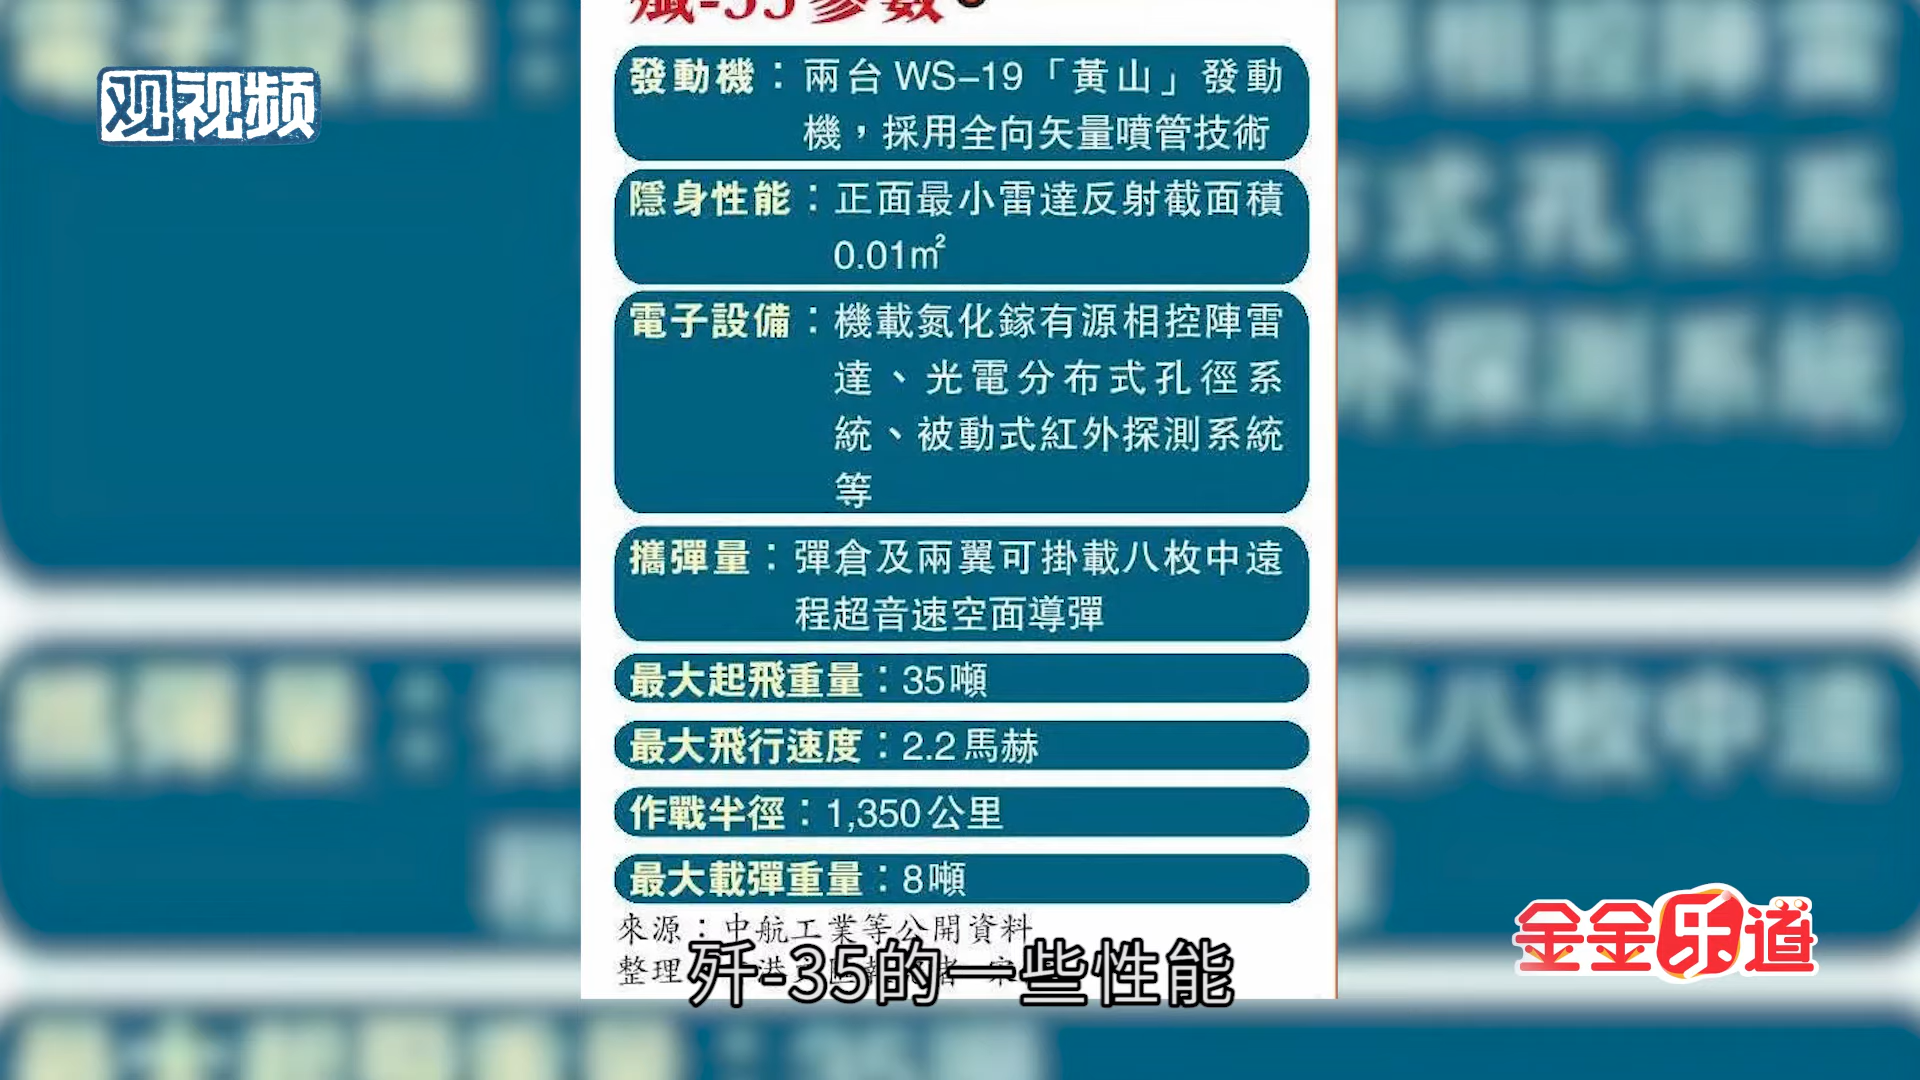 观视频
殲-35參數
發動機：兩台WS-19「黃山」發動
機，採用全向矢量噴管技術
隱身性能：正面最小雷達反射截面積
0.01㎡
電子設備：機載氮化鎵有源相控陣雷
達、光電分布式孔徑系
統、被動式紅外探測系統
等
攜彈量：彈倉及兩翼可掛載八枚中遠
程超音速空面導彈
最大起飛重量：35噸
最大飛行速度：2.2馬赫
作戰半徑：1,350公里
最大載彈重量：8噸
來源：中航工業等公開資料
整理
歼-35的一些性能
金金乐道